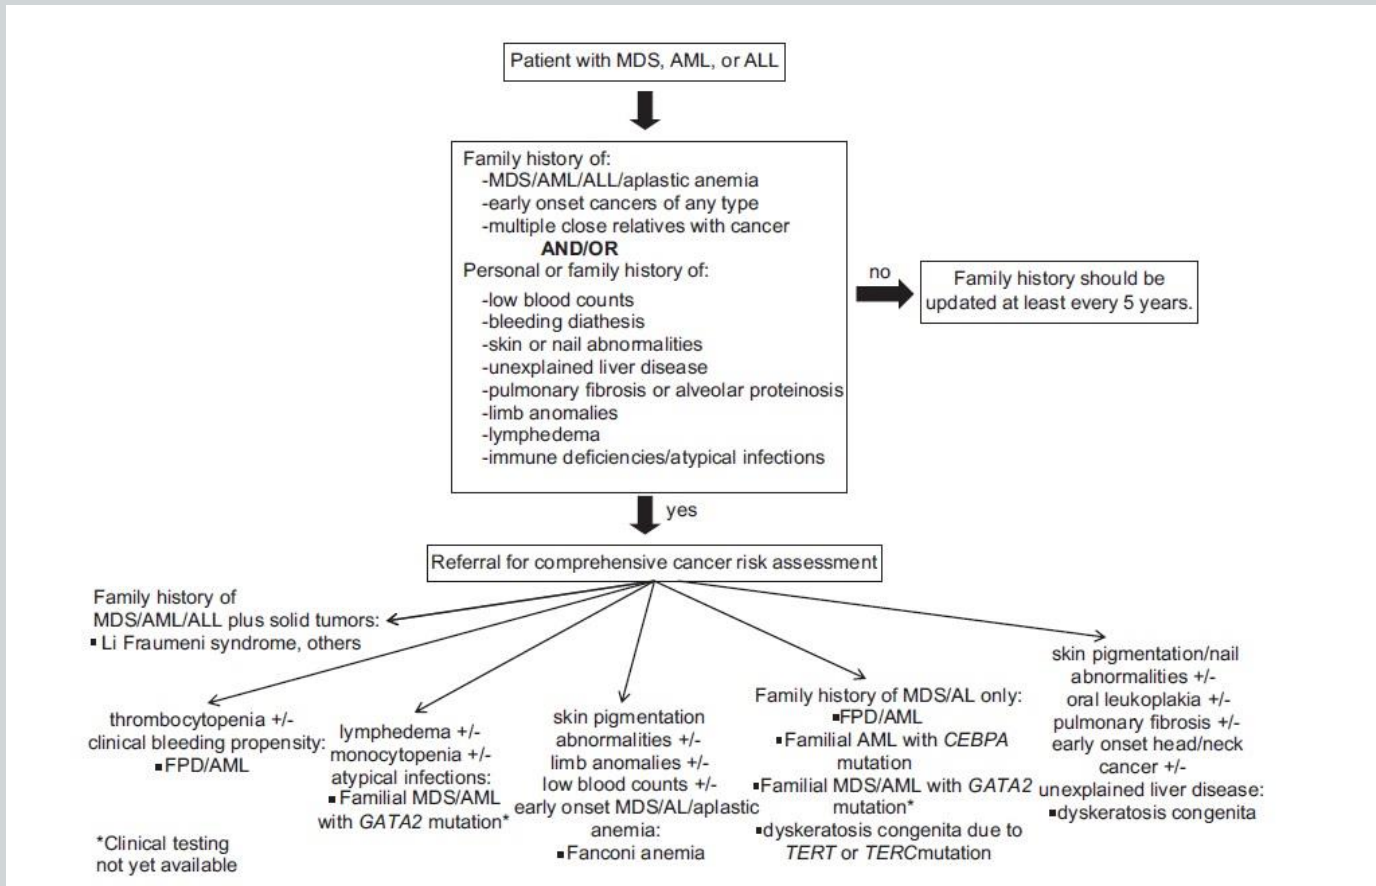 Patient with MDS, AML, or ALL
Family history of:
-MDS/AML/ALL/aplastic anemia
-early onset cancers of any type
-multiple close relatives with cancer
AND/OR
Personal or family history of:
-low blood counts
-bleeding diathesis
-skin or nail abnormalities
-unexplained liver disease
-pulmonary fibrosis or alveolar proteinosis
-limb anomalies
-lymphedema
-immune deficiencies/atypical infections
no
Family history should be
updated at least every 5 years.
yes
Referral for comprehensive cancer risk assessment
Family history of
MDS/AML/ALL plus solid tumors:
▪ Li Fraumeni syndrome, others
thrombocytopenia +/-
clinical bleeding propensity:
▪FPD/AML
lymphedema +/-
monocytopenia +/-
atypical infections:
▪ Familial MDS/AML
with GATA2 mutation*
skin pigmentation
abnormalities +/-
limb anomalies +/-
low blood counts +/-
early onset MDS/AL/aplastic
anemia:
▪ Fanconi anemia
Family history of MDS/AL only:
▪FPD/AML
▪ Familial AML with CEBPA
mutation
▪Familial MDS/AML with GATA2
mutation*
▪dyskeratosis congenita due to
TERT or TERCmutation
skin pigmentation/nail
abnormalities +/-
oral leukoplakia +/-
pulmonary fibrosis +/-
early onset head/neck
cancer +/-
unexplained liver disease:
▪dyskeratosis congenita
*Clinical testing
not yet available